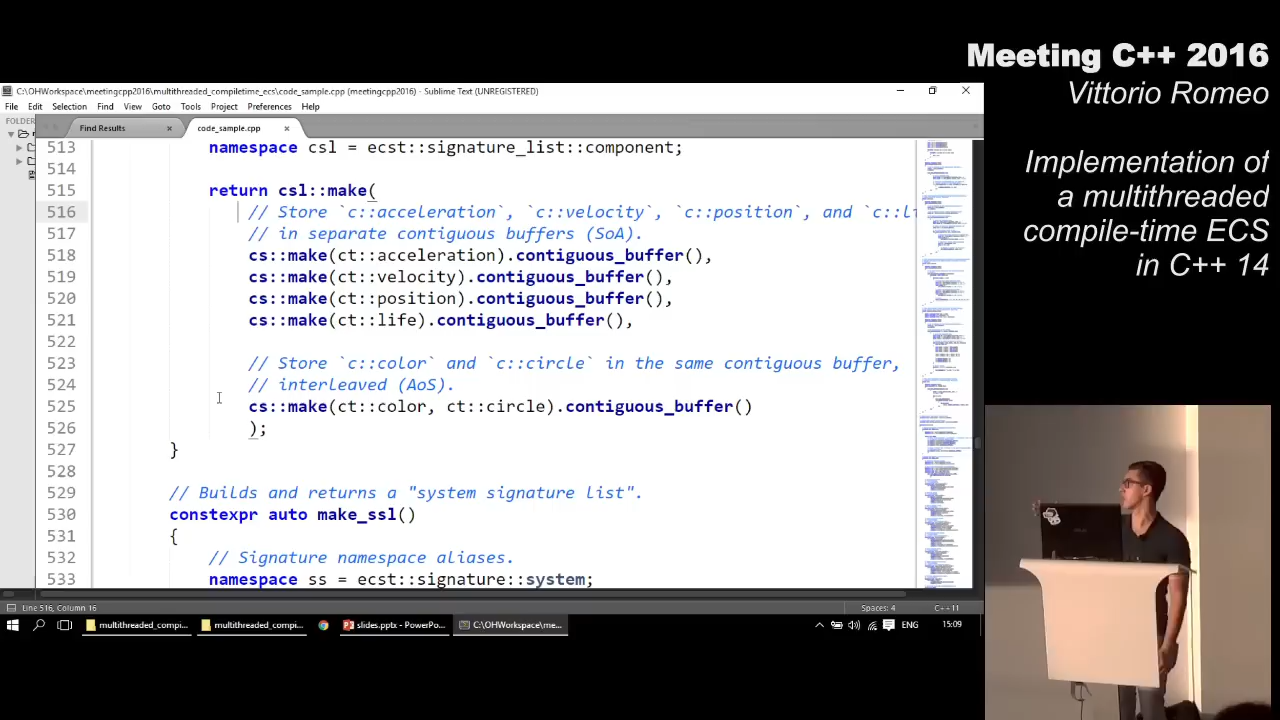 Meeting C++ 2016
Vittorio Romeo
Implementation of
a multithreaded
compile-time ECS
in C++ 14
C:\OHWorkspace\meetingcpp2016\multithreaded_compiletime_ecs\code_sample.cpp (meetingcpp2016) - Sublime Text (UNREGISTERED)
File Edit Selection Find View Goto Tools Project Preferences Help
FOLDER
Find Results × code_sample.cpp ×
513 namespace csl = ecst::signature_list::component;
514
515 return csl::make(
516 // Store `c::acceleration`, `c::velocity`, `c::position`, and `c::li
517 // in separate contiguous buffers (SoA).
518 cs::make(ct::acceleration).contiguous_buffer(),
519 cs::make(ct::velocity).contiguous_buffer(),
520 cs::make(ct::position).contiguous_buffer(),
521 cs::make(ct::life).contiguous_buffer(),
522
523 // Store `c::color` and `c::circle` in the same contiguous buffer,
524 // interleaved (AoS).
525 cs::make(ct::color, ct::circle).contiguous_buffer()
526 );
527 }
528
529 // Builds and returns a "system signature list".
530 constexpr auto make_ssl()
531 {
532 // Signature namespace aliases.
533 namespace ss = ecst::signature::system;
Line 516, Column 16 Spaces: 4 C++11
multithreaded_compi... multithreaded_compi... slides.pptx - PowerPo... C:\OHWorkspace\me... ENG 15:09